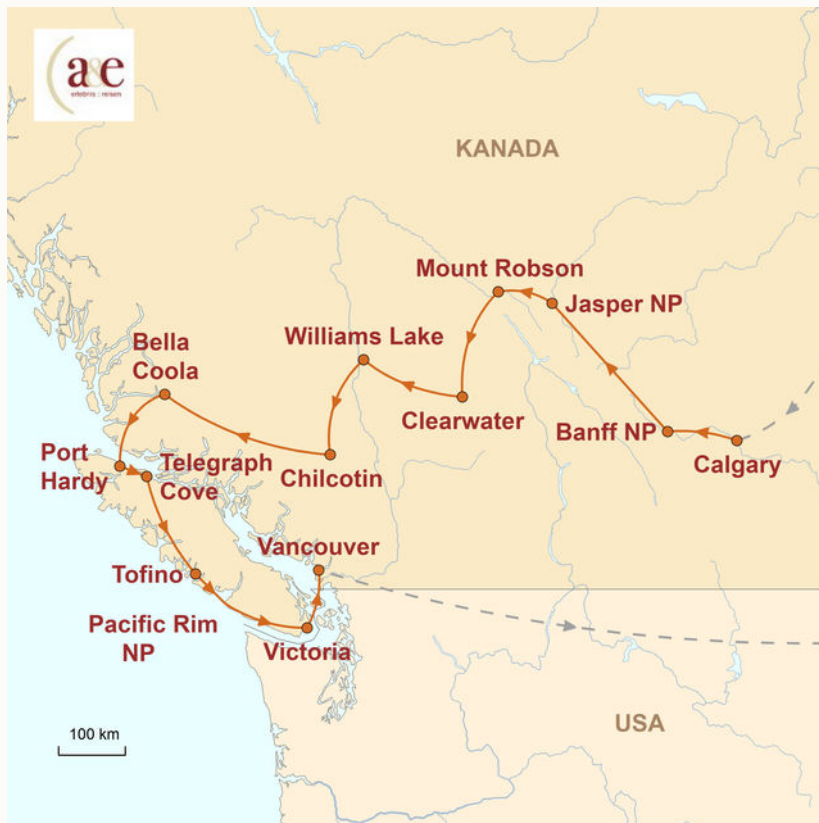 a&e
erlebnis : reisen
KANADA
Mount Robson
Jasper NP
Williams Lake
Bella
Coola
Clearwater
Banff NP
Calgary
Port
Hardy
Telegraph
Cove
Chilcotin
Vancouver
Tofino
Pacific Rim
NP
Victoria
USA
100 km